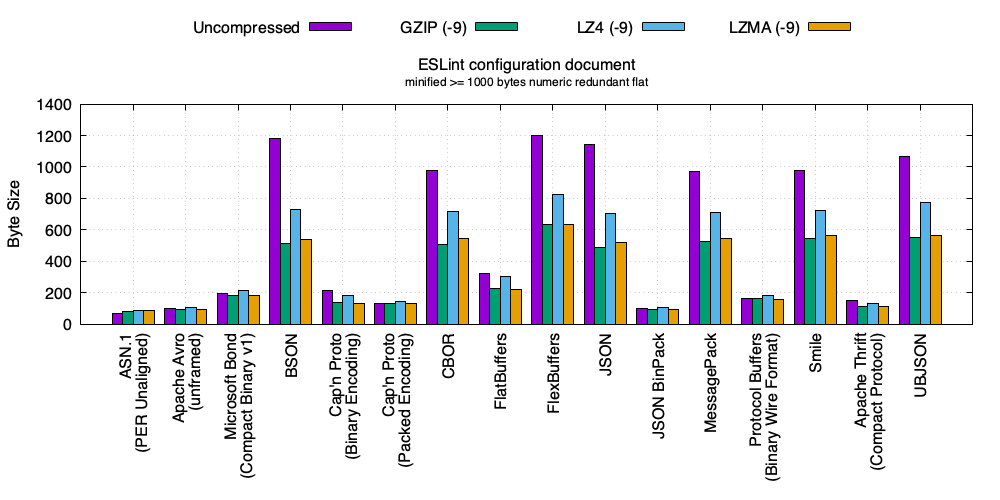 Uncompressed GZIP (-9) LZ4 (-9) LZMA (-9)
ESLint configuration document
minified >= 1000 bytes numeric redundant flat
Byte Size
1400
1200
1000
800
600
400
200
0
ASN.1
(PER Unaligned)
Apache Avro
(unframed)
Microsoft Bond
(Compact Binary v1)
BSON
Cap'n Proto
(Binary Encoding)
Cap'n Proto
(Packed Encoding)
CBOR
FlatBuffers
FlexBuffers
JSON
JSON BinPack
MessagePack
Protocol Buffers
(Binary Wire Format)
Smile
Apache Thrift
(Compact Protocol)
UBJSON